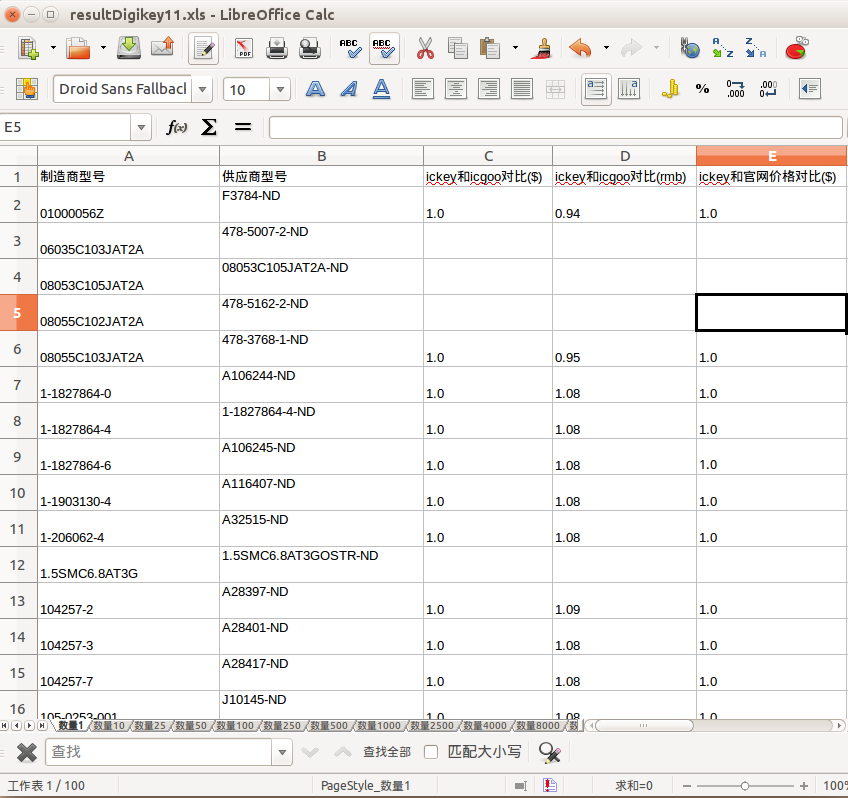 resultDigikey11.xls - LibreOffice Calc
Droid Sans Fallback 10
E5
A B C D E
1 制造商型号 供应商型号 ickey和icgoo对比($) ickey和icgoo对比(rmb) ickey和官网价格对比($)
2 01000056Z F3784-ND 1.0 0.94 1.0
3 06035C103JAT2A 478-5007-2-ND
4 08053C105JAT2A 08053C105JAT2A-ND
5 08055C102JAT2A 478-5162-2-ND
6 08055C103JAT2A 478-3768-1-ND 1.0 0.95 1.0
7 1-1827864-0 A106244-ND 1.0 1.08 1.0
8 1-1827864-4 1-1827864-4-ND 1.0 1.08 1.0
9 1-1827864-6 A106245-ND 1.0 1.08 1.0
10 1-1903130-4 A116407-ND 1.0 1.08 1.0
11 1-206062-4 A32515-ND 1.0 1.08 1.0
12 1.5SMC6.8AT3G 1.5SMC6.8AT3GOSTR-ND
13 104257-2 A28397-ND 1.0 1.09 1.0
14 104257-3 A28401-ND 1.0 1.08 1.0
15 104257-7 A28417-ND 1.0 1.08 1.0
16 105-0253-001 J10145-ND 1.0 1.08 1.0
数量1 数量10 数量25 数量50 数量100 数量250 数量500 数量1000 数量2500 数量4000 数量8000
查找 查找全部 匹配大小写
工作表 1 / 100 PageStyle_数量1 求和=0 100%